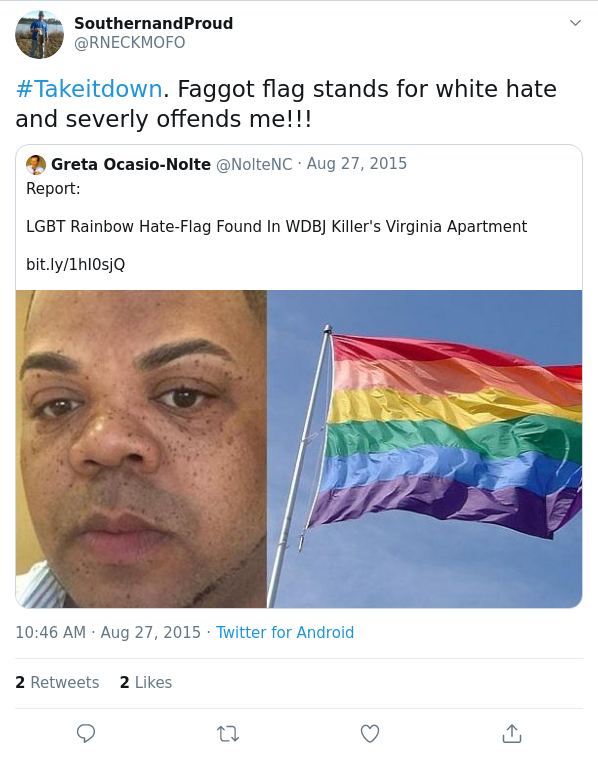 SouthernandProud
@RNECKMOFO
#Takeitdown. Faggot flag stands for white hate
and severly offends me!!!
Greta Ocasio-Nolte @NolteNC · Aug 27, 2015
Report:
LGBT Rainbow Hate-Flag Found In WDBJ Killer's Virginia Apartment
bit.ly/1hI0sjQ
10:46 AM · Aug 27, 2015 · Twitter for Android
2 Retweets 2 Likes